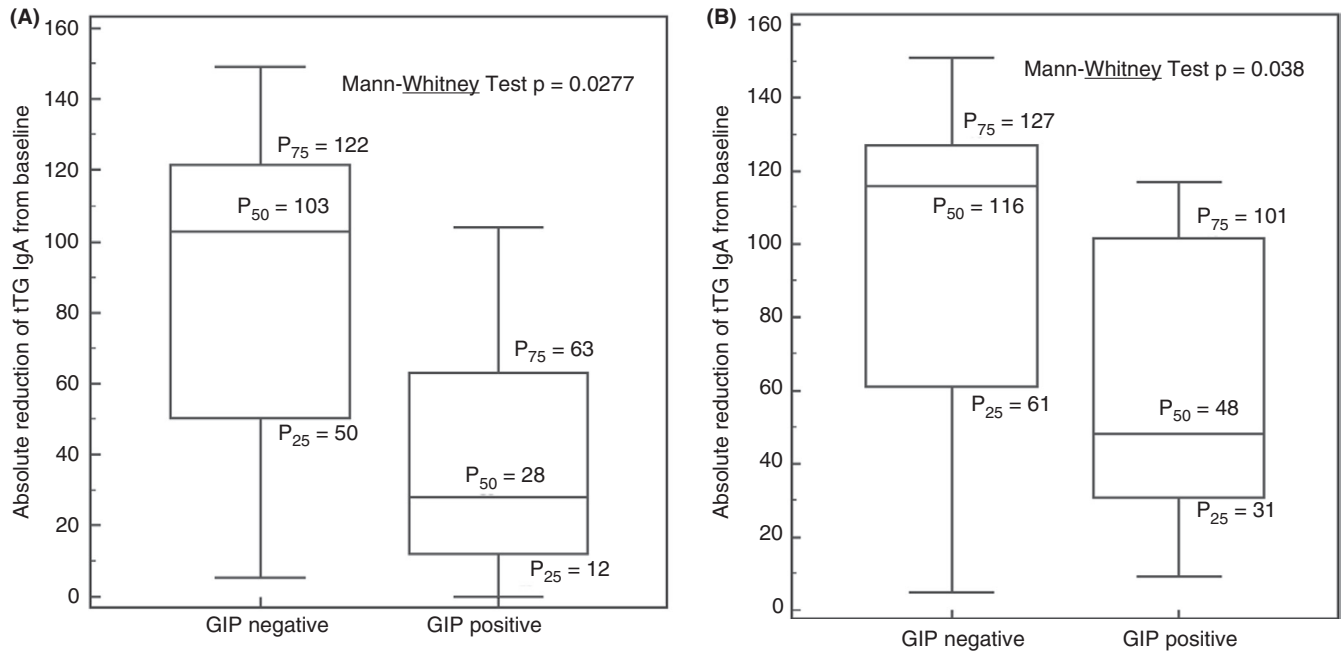 (A)
Absolute reduction of tTG IgA from baseline
160
140
120
100
80
60
40
20
0
Mann-Whitney Test p = 0.0277
P75 = 122
P50 = 103
P25 = 50
P75 = 63
P50 = 28
P25 = 12
GIP negative
GIP positive
(B)
Absolute reduction of tTG IgA from baseline
160
140
120
100
80
60
40
20
0
Mann-Whitney Test p = 0.038
P75 = 127
P50 = 116
P25 = 61
P75 = 101
P50 = 48
P25 = 31
GIP negative
GIP positive